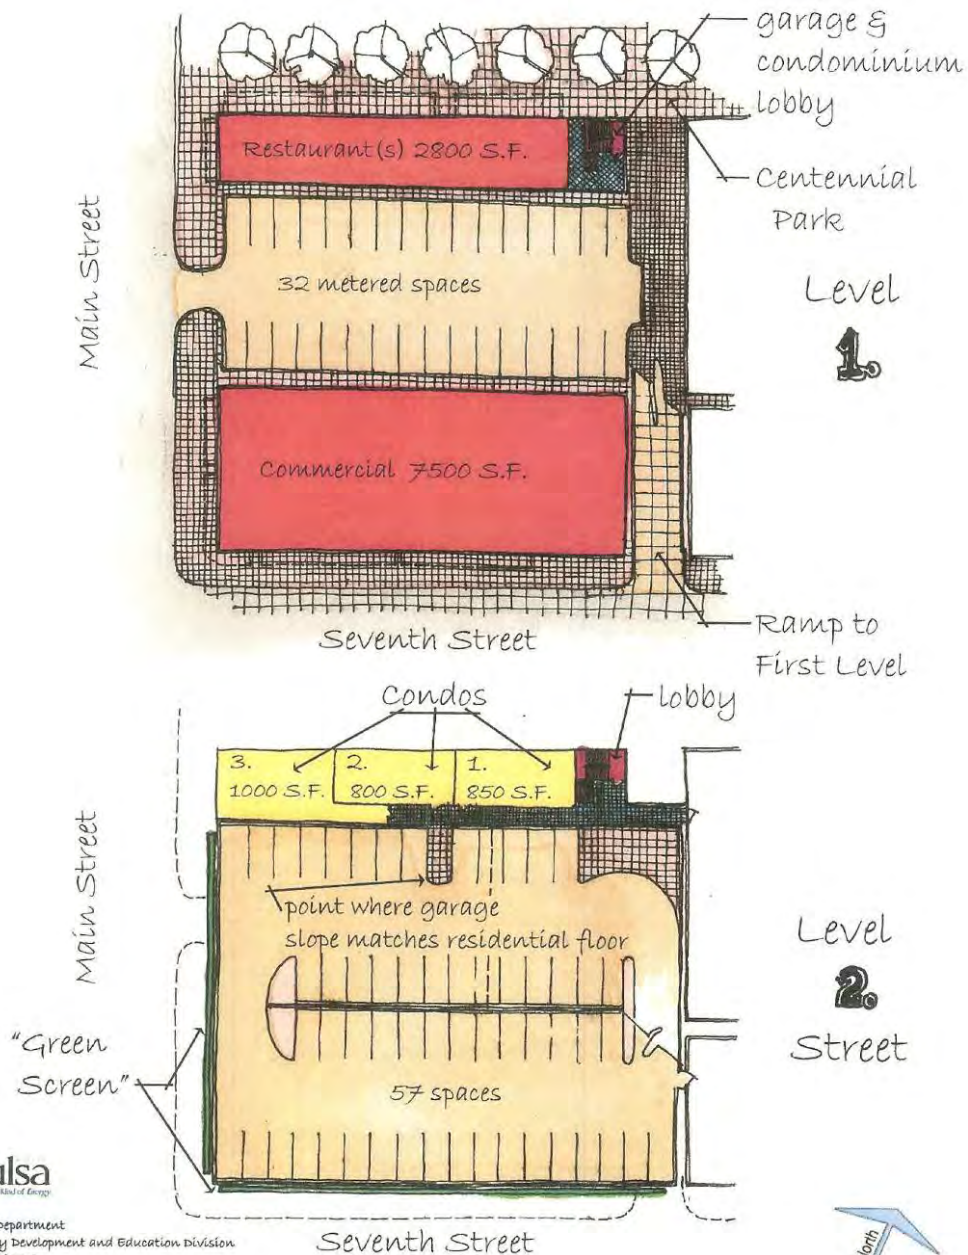 garage &
condominium
lobby
Restaurant(s) 2800 S.F.
Centennial
Park
Main Street
32 metered spaces
Level
1.
Commercial 7500 S.F.
Seventh Street
Ramp to
First Level
Condos
lobby
3.
1000 S.F.
2.
800 S.F.
1.
850 S.F.
Main Street
point where garage
slope matches residential floor
Level
2.
Street
"Green
Screen"
57 spaces
ulsa
epartment
y Development and Education Division
Seventh Street
North